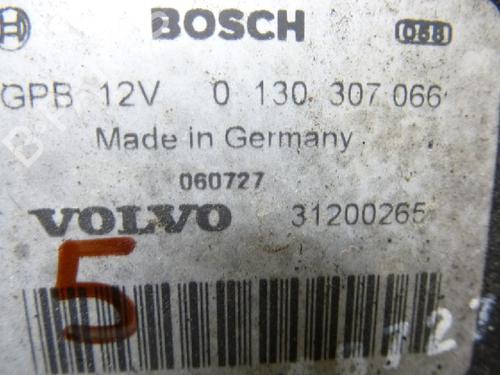 BOSCH 058
GPB 12V 0 130 307 066
Made in Germany
060727
VOLVO 31200265
5